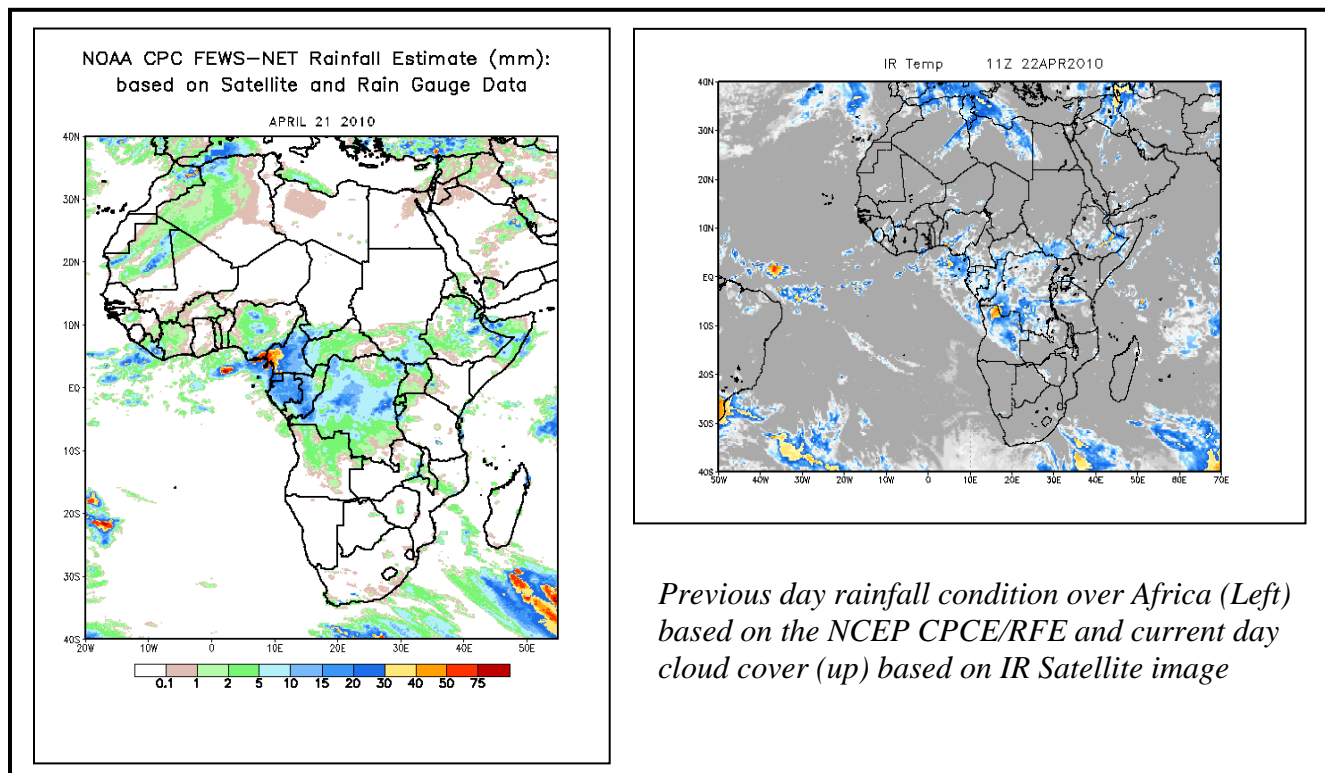 NOAA CPC FEWS-NET Rainfall Estimate (mm):
based on Satellite and Rain Gauge Data
APRIL 21 2010
40N
30N
20N
10N
EQ
10S
20S
30S
40S
20W 10W 0 10E 20E 30E 40E 50E
0.1 1 2 5 10 15 20 30 40 50 75
IR Temp 11Z 22APR2010
40N
30N
20N
10N
EQ
10S
20S
30S
40S
50W 40W 30W 20W 10W 0 10E 20E 30E 40E 50E 60E 70E
Previous day rainfall condition over Africa (Left)
based on the NCEP CPCE/RFE and current day
cloud cover (up) based on IR Satellite image